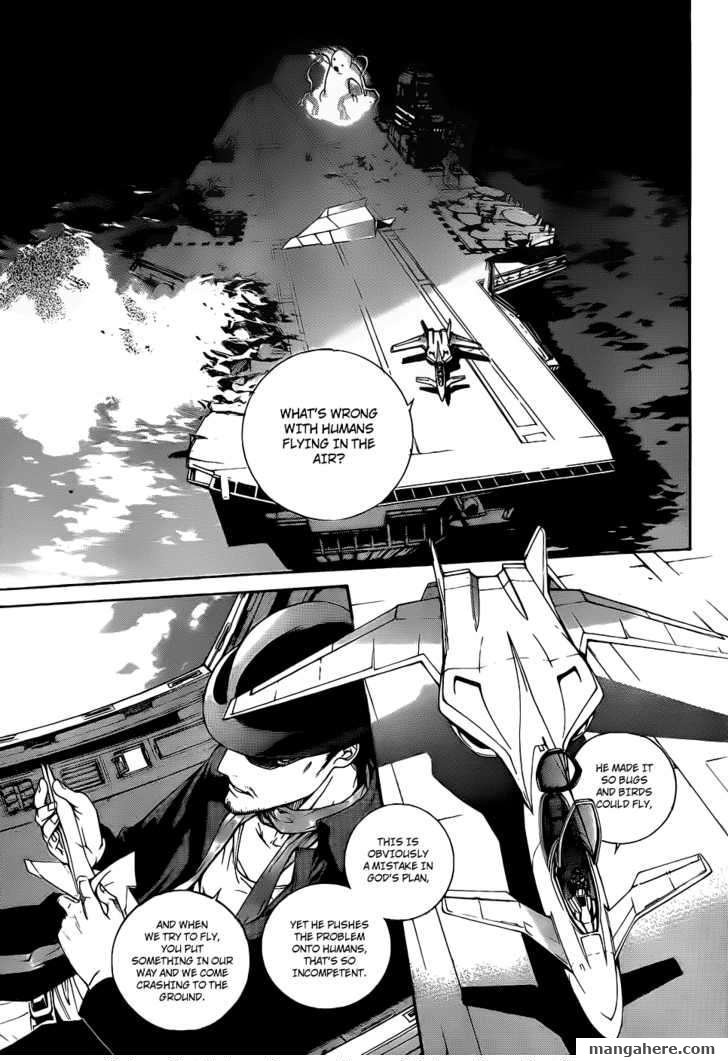 WHAT'S WRONG
WITH HUMANS
FLYING IN THE
AIR?
HE MADE IT
SO BUGS
AND BIRDS
COULD FLY,
THIS IS
OBVIOUSLY
A MISTAKE IN
GOD'S PLAN,
YET HE PUSHES
THE PROBLEM
ONTO HUMANS,
THAT'S SO
INCOMPETENT.
AND WHEN
WE TRY TO FLY,
YOU PUT
SOMETHING IN OUR
WAY AND WE COME
CRASHING TO THE
GROUND.
mangahere.com